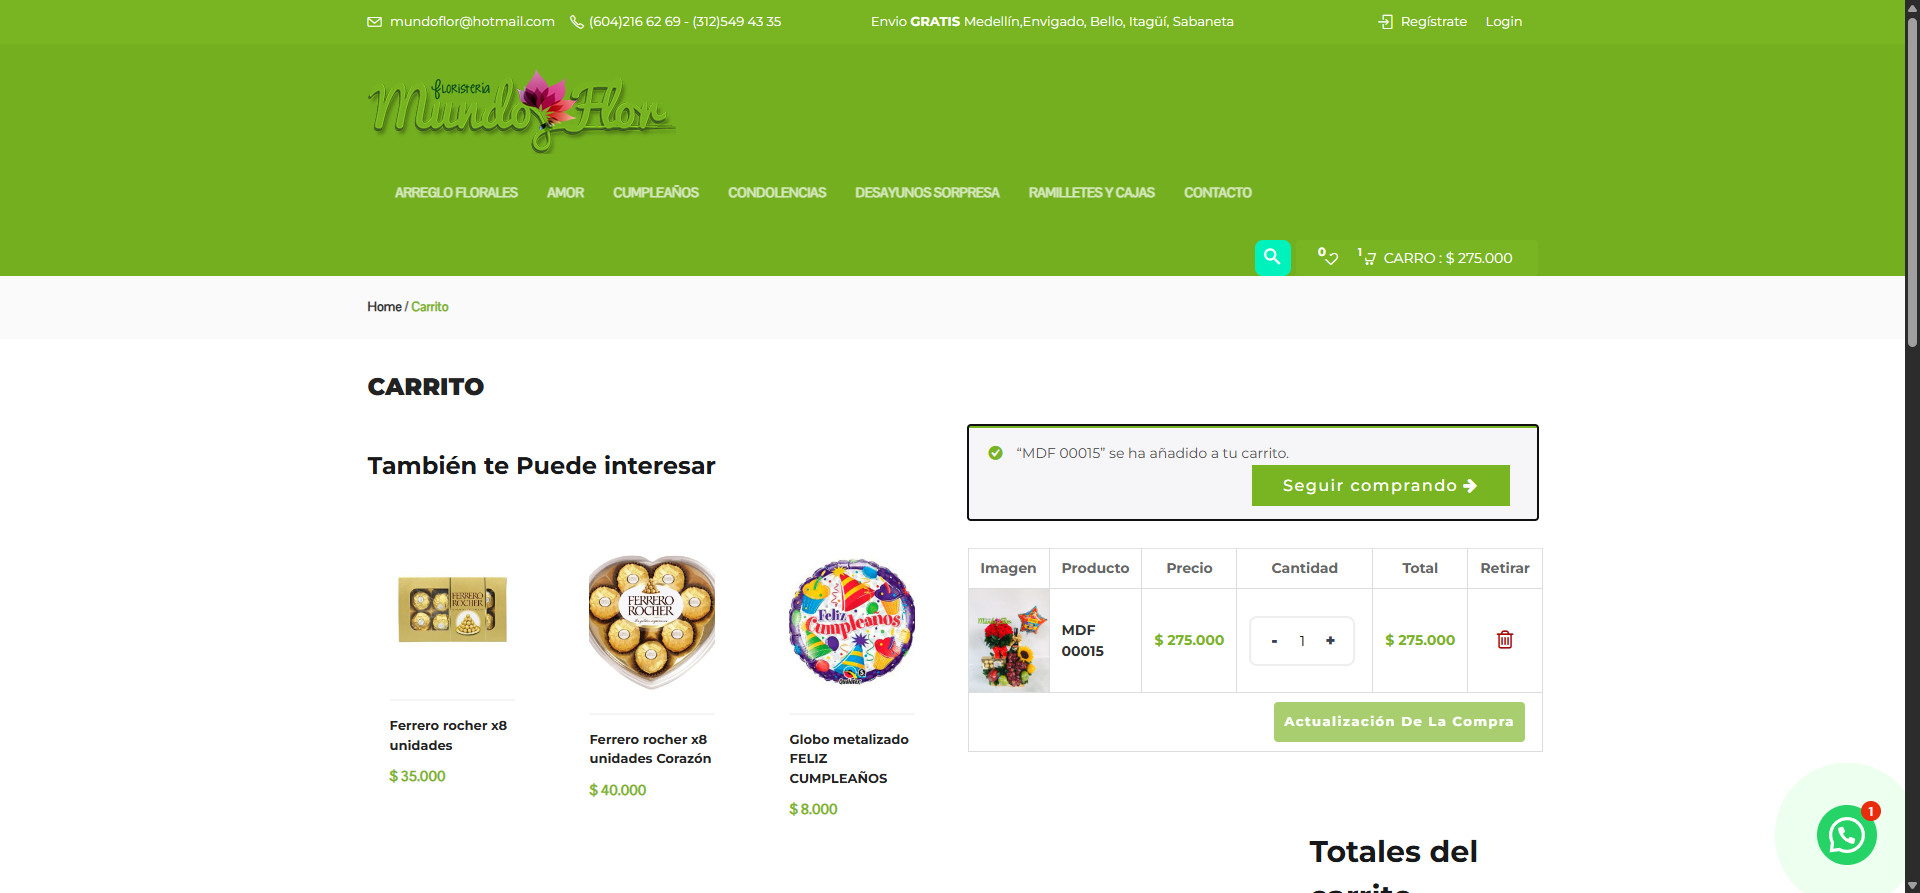 mundoflor@hotmail.com
(604)216 62 69 - (312)549 43 35
Envio GRATIS Medellín,Envigado, Bello, Itagüí, Sabaneta
Regístrate
Login
floristería
Mundo Flor
ARREGLO FLORALES
AMOR
CUMPLEAÑOS
CONDOLENCIAS
DESAYUNOS SORPRESA
RAMILLETES Y CAJAS
CONTACTO
0
1
CARRO : $ 275.000
Home / Carrito
CARRITO
También te Puede interesar
FERRERO
ROCHER
Ferrero rocher x8
unidades
$ 35.000
FERRERO
ROCHER
Ferrero rocher x8
unidades Corazón
$ 40.000
Feliz
Cumpleaños
Globo metalizado
FELIZ
CUMPLEAÑOS
$ 8.000
“MDF 00015” se ha añadido a tu carrito.
Seguir comprando
Imagen
Producto
Precio
Cantidad
Total
Retirar
MDF
00015
$ 275.000
- 1 +
$ 275.000
Actualización De La Compra
Totales del
carrito
1